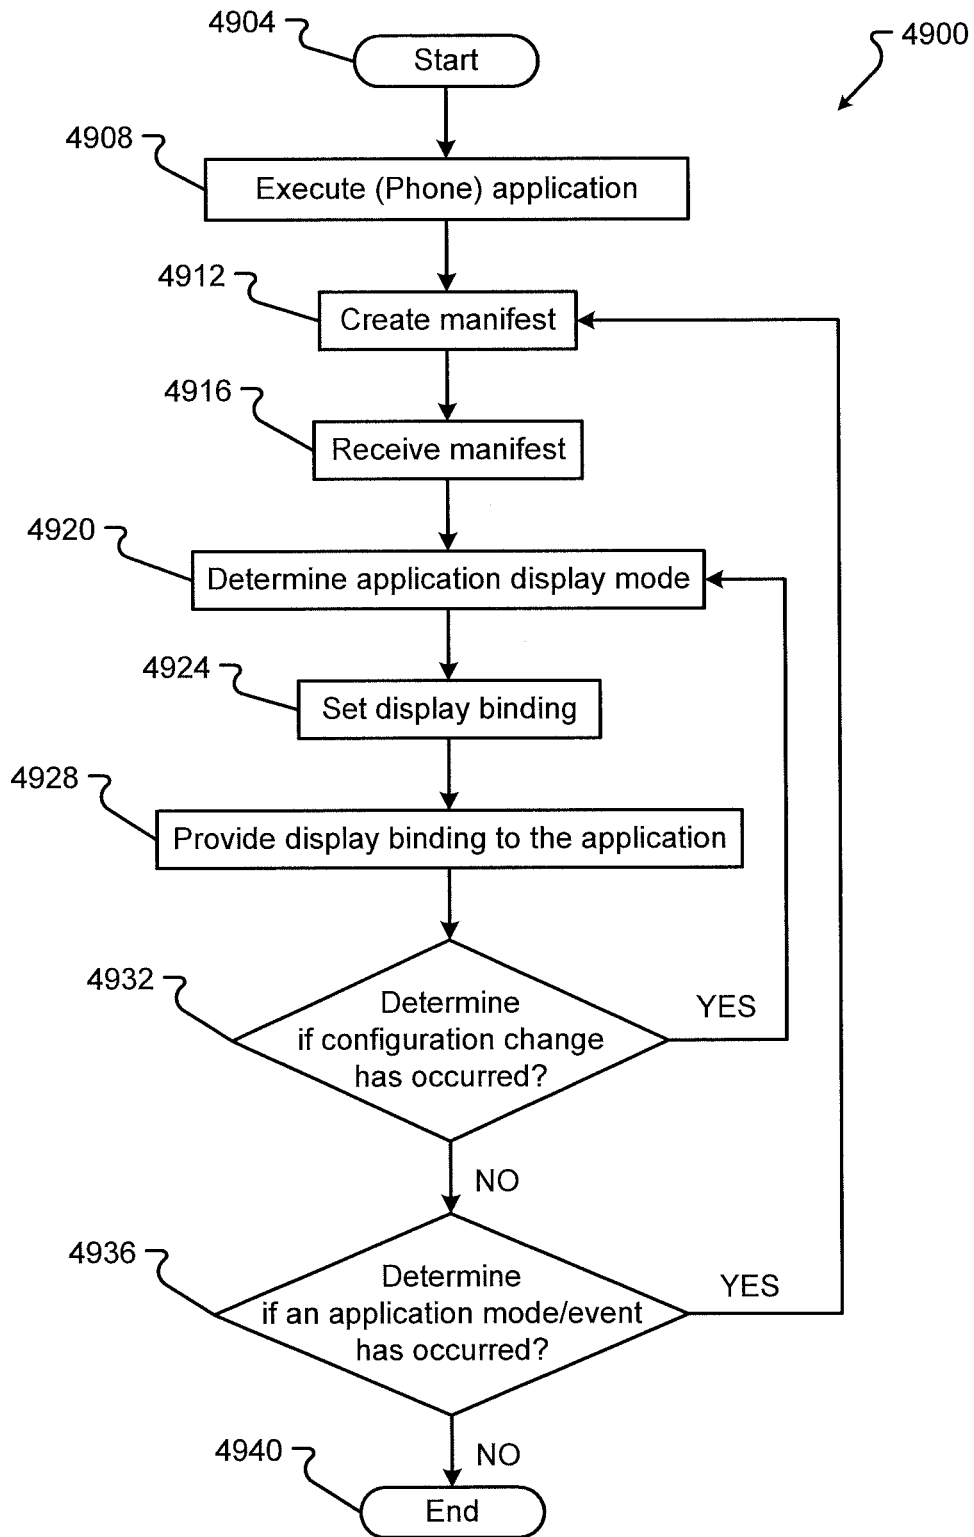 4904
Start
4900
4908
Execute (Phone) application
4912
Create manifest
4916
Receive manifest
4920
Determine application display mode
4924
Set display binding
4928
Provide display binding to the application
4932
Determine
if configuration change
has occurred?
YES
NO
4936
Determine
if an application mode/event
has occurred?
YES
NO
4940
End